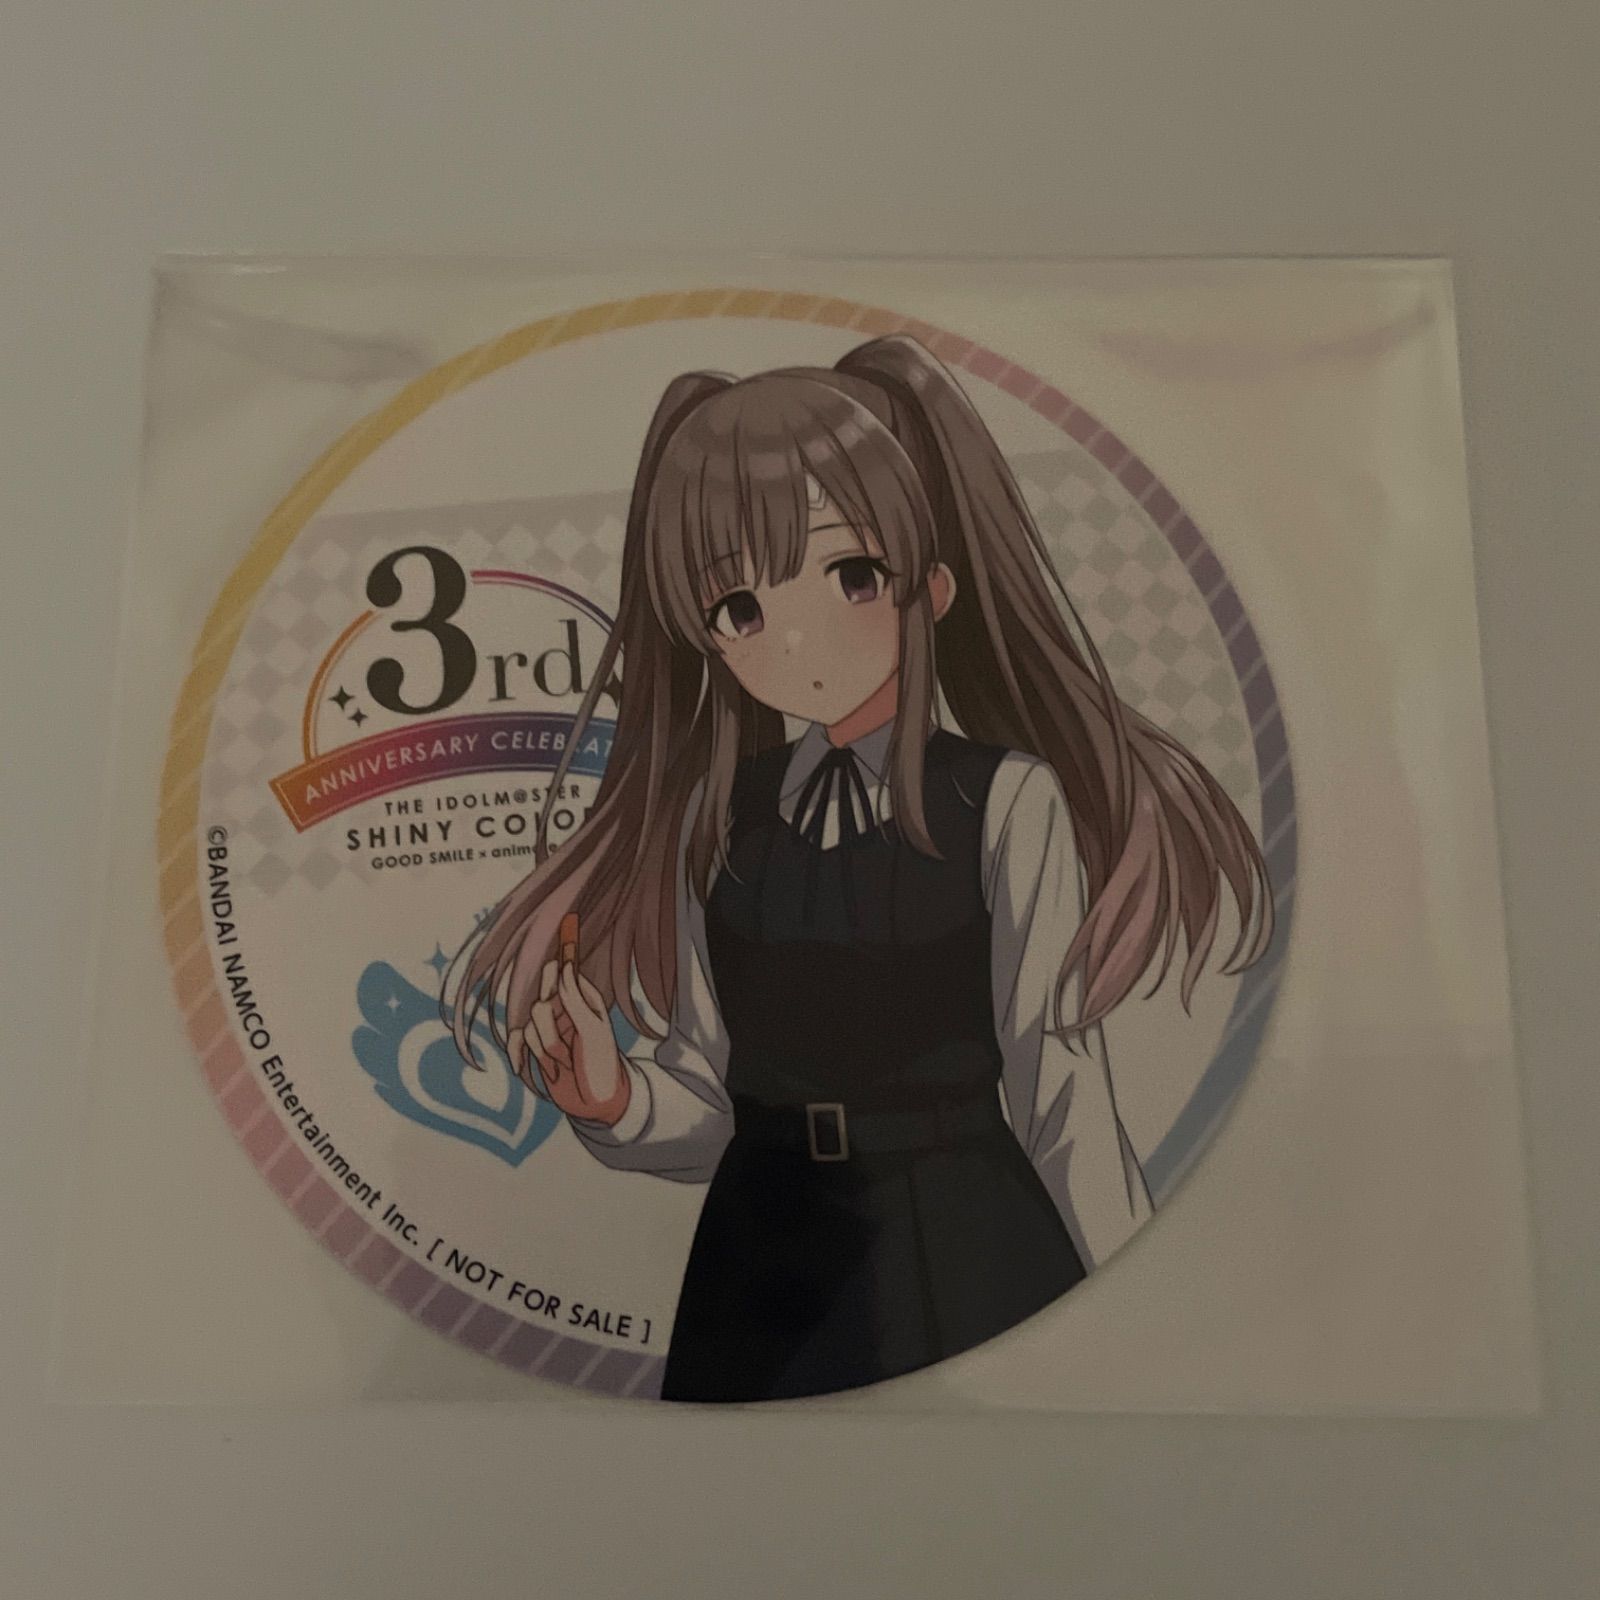 3rd
ANNIVERSARY CELEBRAT
THE IDOLM@STER
SHINY COLOR
GOOD SMILE × anim
©BANDAI NAMCO Entertainment Inc. [ NOT FOR SALE ]